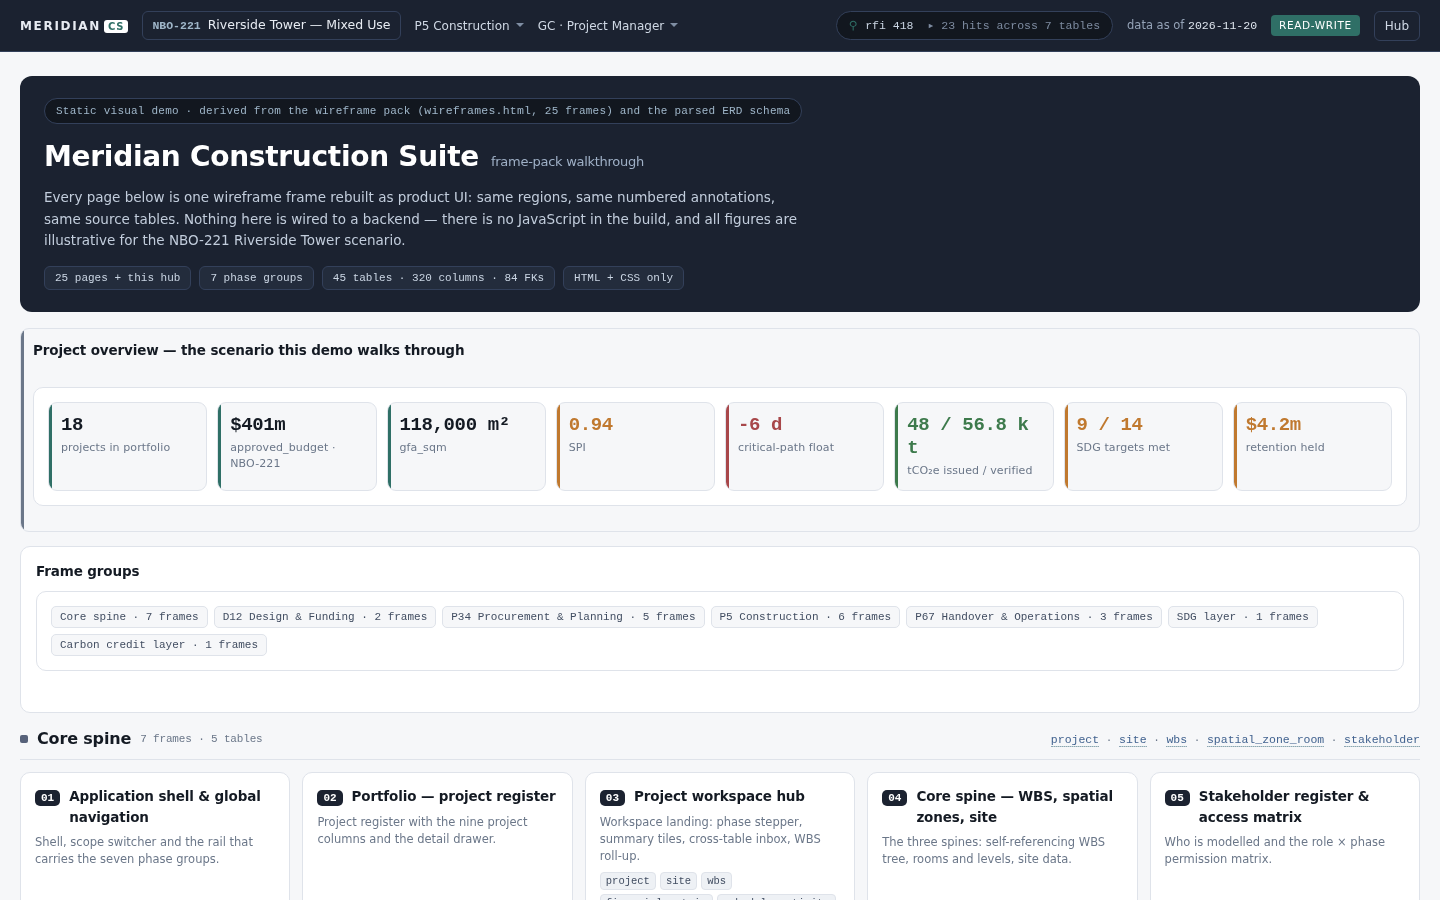 MERIDIAN CS NBO-221 Riverside Tower — Mixed Use P5 Construction GC · Project Manager rfi 418 ▸ 23 hits across 7 tables data as of 2026-11-20 READ-WRITE Hub
Static visual demo · derived from the wireframe pack (wireframes.html, 25 frames) and the parsed ERD schema
Meridian Construction Suite frame-pack walkthrough
Every page below is one wireframe frame rebuilt as product UI: same regions, same numbered annotations,
same source tables. Nothing here is wired to a backend — there is no JavaScript in the build, and all figures are
illustrative for the NBO-221 Riverside Tower scenario.
25 pages + this hub 7 phase groups 45 tables · 320 columns · 84 FKs HTML + CSS only
Project overview — the scenario this demo walks through
18
projects in portfolio
$401m
approved_budget ·
NBO-221
118,000 m²
gfa_sqm
0.94
SPI
-6 d
critical-path float
48 / 56.8 k
t
tCO₂e issued / verified
9 / 14
SDG targets met
$4.2m
retention held
Frame groups
Core spine · 7 frames D12 Design & Funding · 2 frames P34 Procurement & Planning · 5 frames P5 Construction · 6 frames P67 Handover & Operations · 3 frames SDG layer · 1 frames
Carbon credit layer · 1 frames
Core spine 7 frames · 5 tables project · site · wbs · spatial_zone_room · stakeholder
01 Application shell & global
navigation
Shell, scope switcher and the rail that
carries the seven phase groups.
02 Portfolio — project register
Project register with the nine project
columns and the detail drawer.
03 Project workspace hub
Workspace landing: phase stepper,
summary tiles, cross-table inbox, WBS
roll-up.
project site wbs
04 Core spine — WBS, spatial
zones, site
The three spines: self-referencing WBS
tree, rooms and levels, site data.
05 Stakeholder register &
access matrix
Who is modelled and the role × phase
permission matrix.